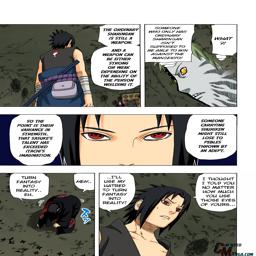 WHAT?!
SOMEONE
WHO ONLY HAS
ORDINARY
SHARINGAN
ISN'T
SUPPOSED TO
BE ABLE TO
WIN AGAINST
THE
MANGEKYO!
THE
ORDINARY
SHARINGAN
IS STILL A
WEAPON.
AND A
WEAPON
CAN BE
EITHER
STRONG
OR WEAK
DEPENDING
ON THE ABILITY
OF THE
PERSON
WIELDING IT.
SOMEONE
CARRYING
SHURIKEN
MIGHT STILL
LOSE TO
PEBBLES
THROWN BY
AN ADEPT.
SO THE
POINT IS THEIR
VARIANCE
IN STRENGTH.
THAT SASUKE'S
TALENT HAS
EXCEEDED
ITACHI'S
IMAGINATION.
I THOUGHT
I TOLD YOU
NO MATTER
HOW MUCH
YOU USE
THOSE EYES
OF YOURS...
I'LL USE
MY HATRED
TO TURN
FANTASY INTO
REALITY!
HEH...
TURN
FANTASY
INTO
REALITY,
EH..